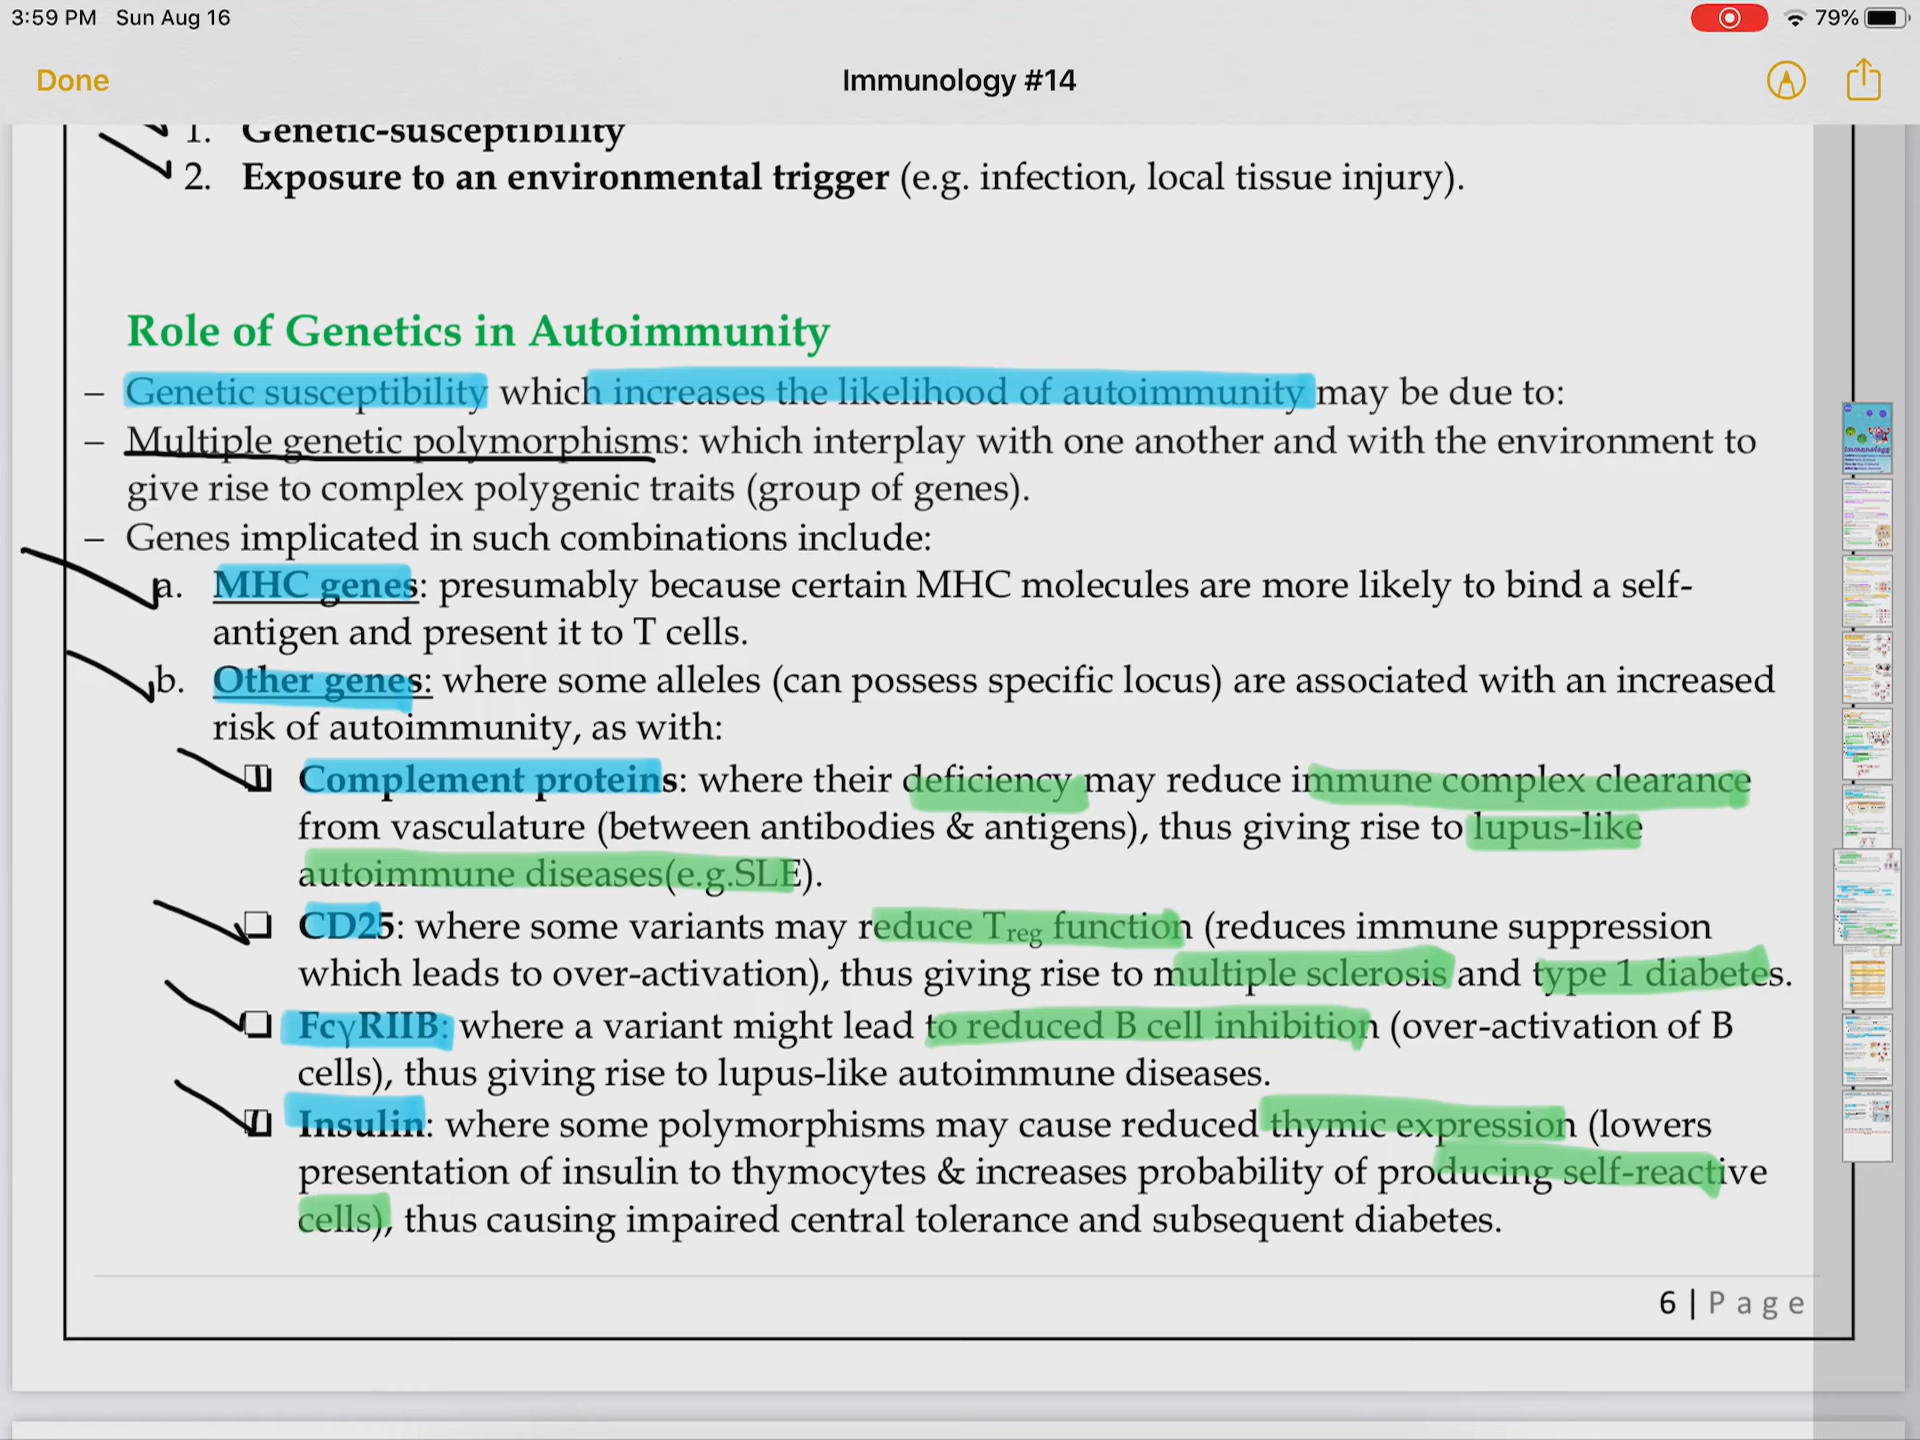 3:59 PM Sun Aug 16
79%
Done
Immunology #14
1. Genetic-susceptibility
2. Exposure to an environmental trigger (e.g. infection, local tissue injury).
Role of Genetics in Autoimmunity
– Genetic susceptibility which increases the likelihood of autoimmunity may be due to:
– Multiple genetic polymorphisms: which interplay with one another and with the environment to
give rise to complex polygenic traits (group of genes).
– Genes implicated in such combinations include:
a. MHC genes: presumably because certain MHC molecules are more likely to bind a self-
antigen and present it to T cells.
b. Other genes: where some alleles (can possess specific locus) are associated with an increased
risk of autoimmunity, as with:
❑ Complement proteins: where their deficiency may reduce immune complex clearance
from vasculature (between antibodies & antigens), thus giving rise to lupus-like
autoimmune diseases(e.g.SLE).
❑ CD25: where some variants may reduce Treg function (reduces immune suppression
which leads to over-activation), thus giving rise to multiple sclerosis and type 1 diabetes.
❑ FcγRIIB: where a variant might lead to reduced B cell inhibition (over-activation of B
cells), thus giving rise to lupus-like autoimmune diseases.
❑ Insulin: where some polymorphisms may cause reduced thymic expression (lowers
presentation of insulin to thymocytes & increases probability of producing self-reactive
cells), thus causing impaired central tolerance and subsequent diabetes.
6 | Page